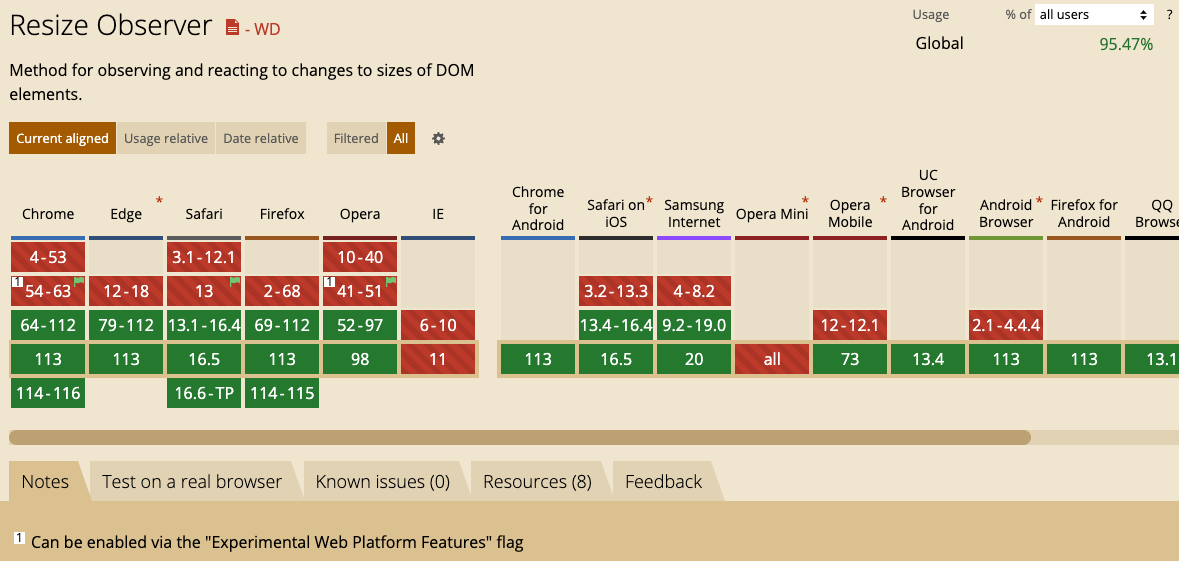 Resize Observer - WD
Usage % of all users ?
Global 95.47%
Method for observing and reacting to changes to sizes of DOM
elements.
Current aligned Usage relative Date relative Filtered All
Chrome Edge * Safari Firefox Opera IE Chrome for Android Safari on iOS * Samsung Internet Opera Mini * Opera Mobile * UC Browser for Android Android Browser * Firefox for Android QQ Browse
4-53 3.1-12.1 10-40
1 54-63 12-18 13 2-68 1 41-51 3.2-13.3 4-8.2
64-112 79-112 13.1-16.4 69-112 52-97 6-10 13.4-16.4 9.2-19.0 12-12.1 2.1-4.4.4
113 113 16.5 113 98 11 113 16.5 20 all 73 13.4 113 113 13.1
114-116 16.6-TP 114-115
Notes Test on a real browser Known issues (0) Resources (8) Feedback
1 Can be enabled via the "Experimental Web Platform Features" flag